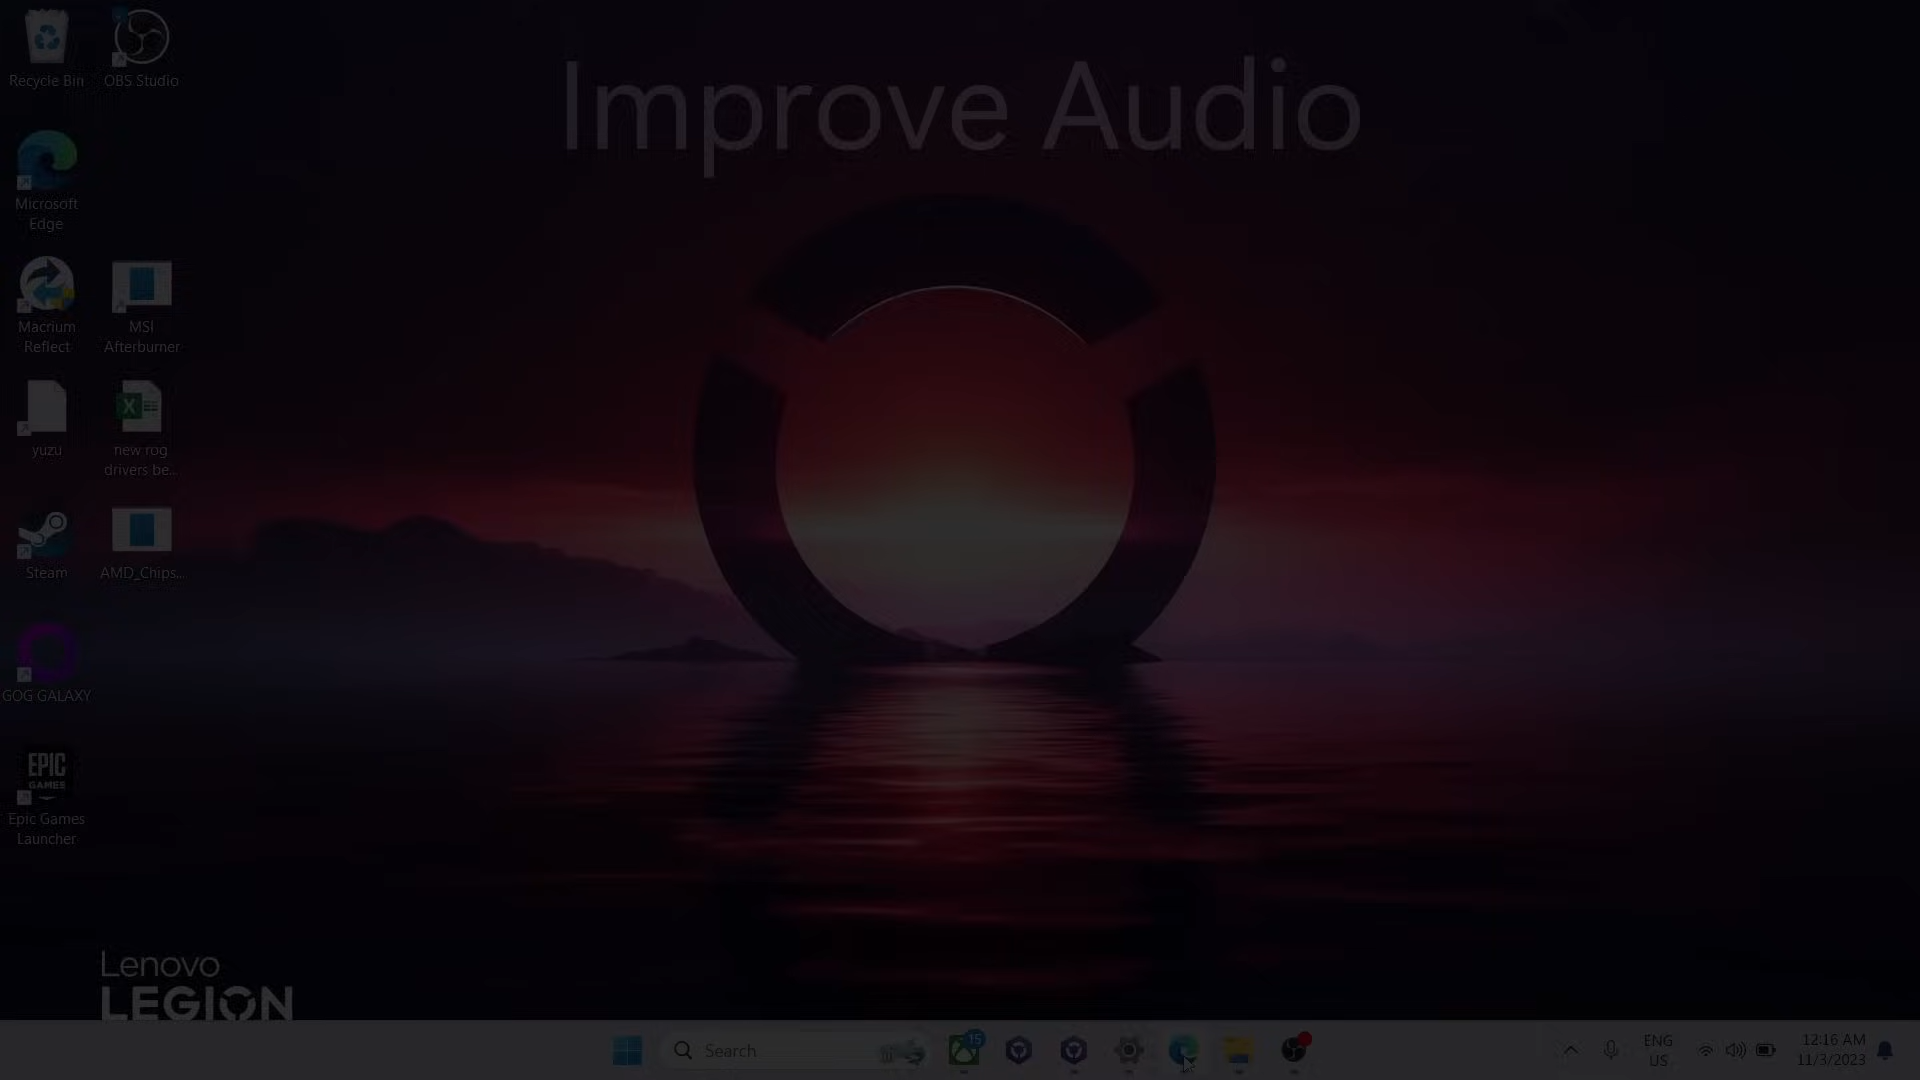 Improve Audio
Recycle Bin
OBS Studio
Microsoft
Edge
Macrium
Reflect
MSI
Afterburner
yuzu
new rog
drivers be...
Steam
AMD_Chips...
GOG GALAXY
EPIC
GAMES
Epic Games
Launcher
Lenovo
LEGION
Search
15
ENG
US
12:16 AM
11/3/2023